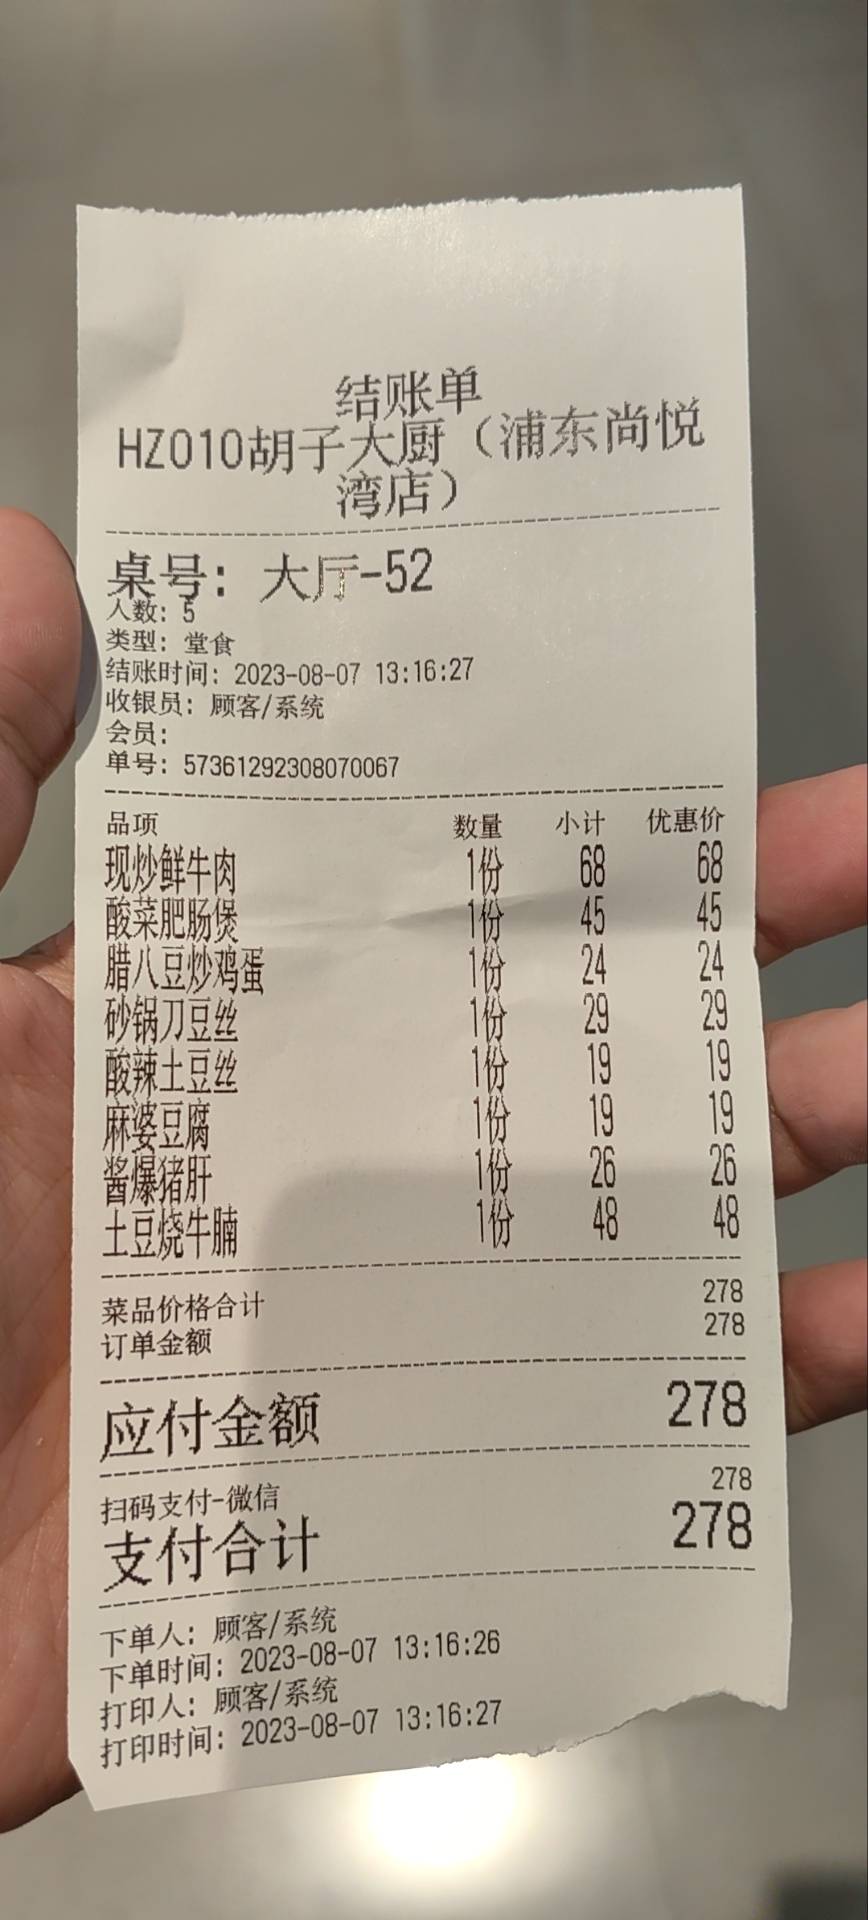 结账单
HZ010胡子大厨（浦东尚悦
湾店）
桌号：大厅-52
人数：5
类型：堂食
结账时间：2023-08-07 13:16:27
收银员：顾客/系统
会员：
单号：573612923080​70067
品项 数量 小计 优惠价
现炒鲜牛肉 1份 68 68
酸菜肥肠煲 1份 45 45
腊八豆炒鸡蛋 1份 24 24
砂锅刀豆丝 1份 29 29
酸辣土豆丝 1份 19 19
麻婆豆腐 1份 19 19
酱爆猪肝 1份 26 26
土豆烧牛腩 1份 48 48
菜品价格合计 278
订单金额 278
应付金额 278
扫码支付-微信 278
支付合计 278
下单人：顾客/系统
下单时间：2023-08-07 13:16:26
打印人：顾客/系统
打印时间：2023-08-07 13:16:27